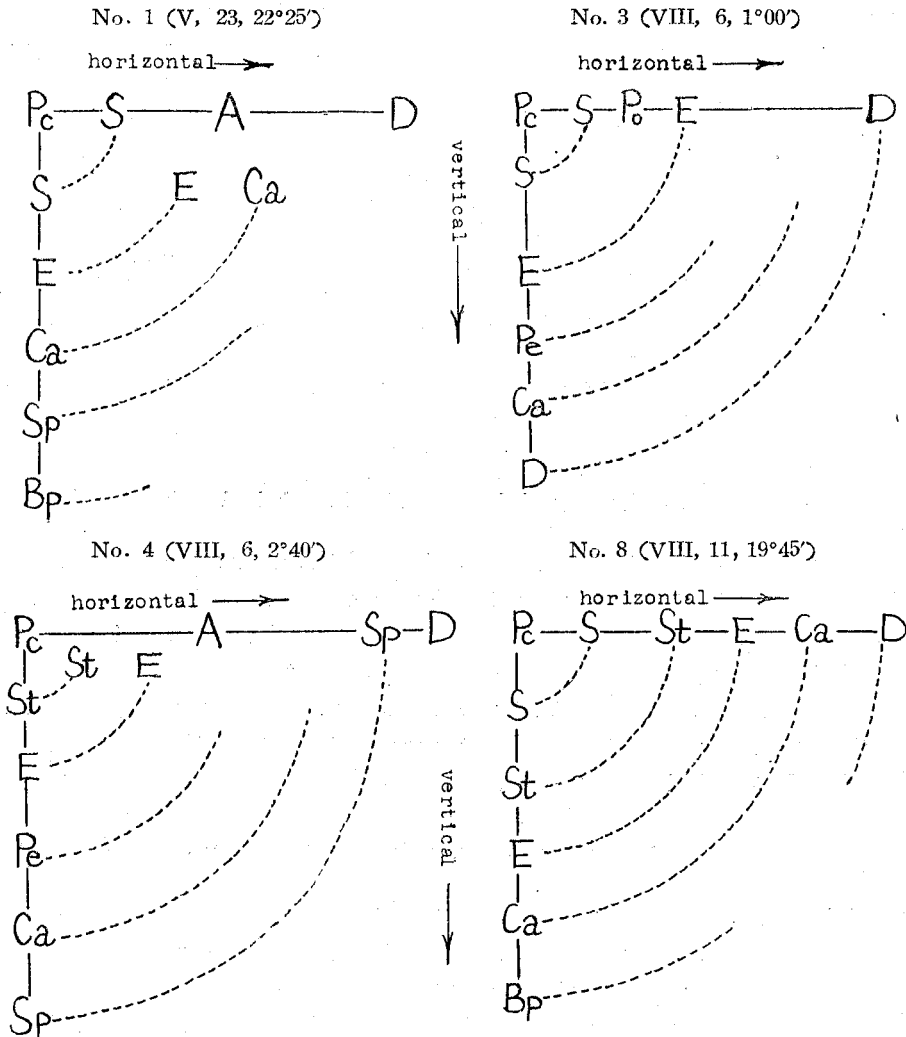 No. 1 (V, 23, 22°25′)
horizontal
Pc S A D
S
E Ca
E
Ca
Sp
Bp
vertical
No. 3 (VIII, 6, 1°00′)
horizontal
Pc S Po E D
S
E
Pe
Ca
D
No. 4 (VIII, 6, 2°40′)
horizontal
Pc A Sp D
St E
St
E
Pe
Ca
Sp
vertical
No. 8 (VIII, 11, 19°45′)
horizontal
Pc S St E Ca D
S
St
E
Ca
Bp